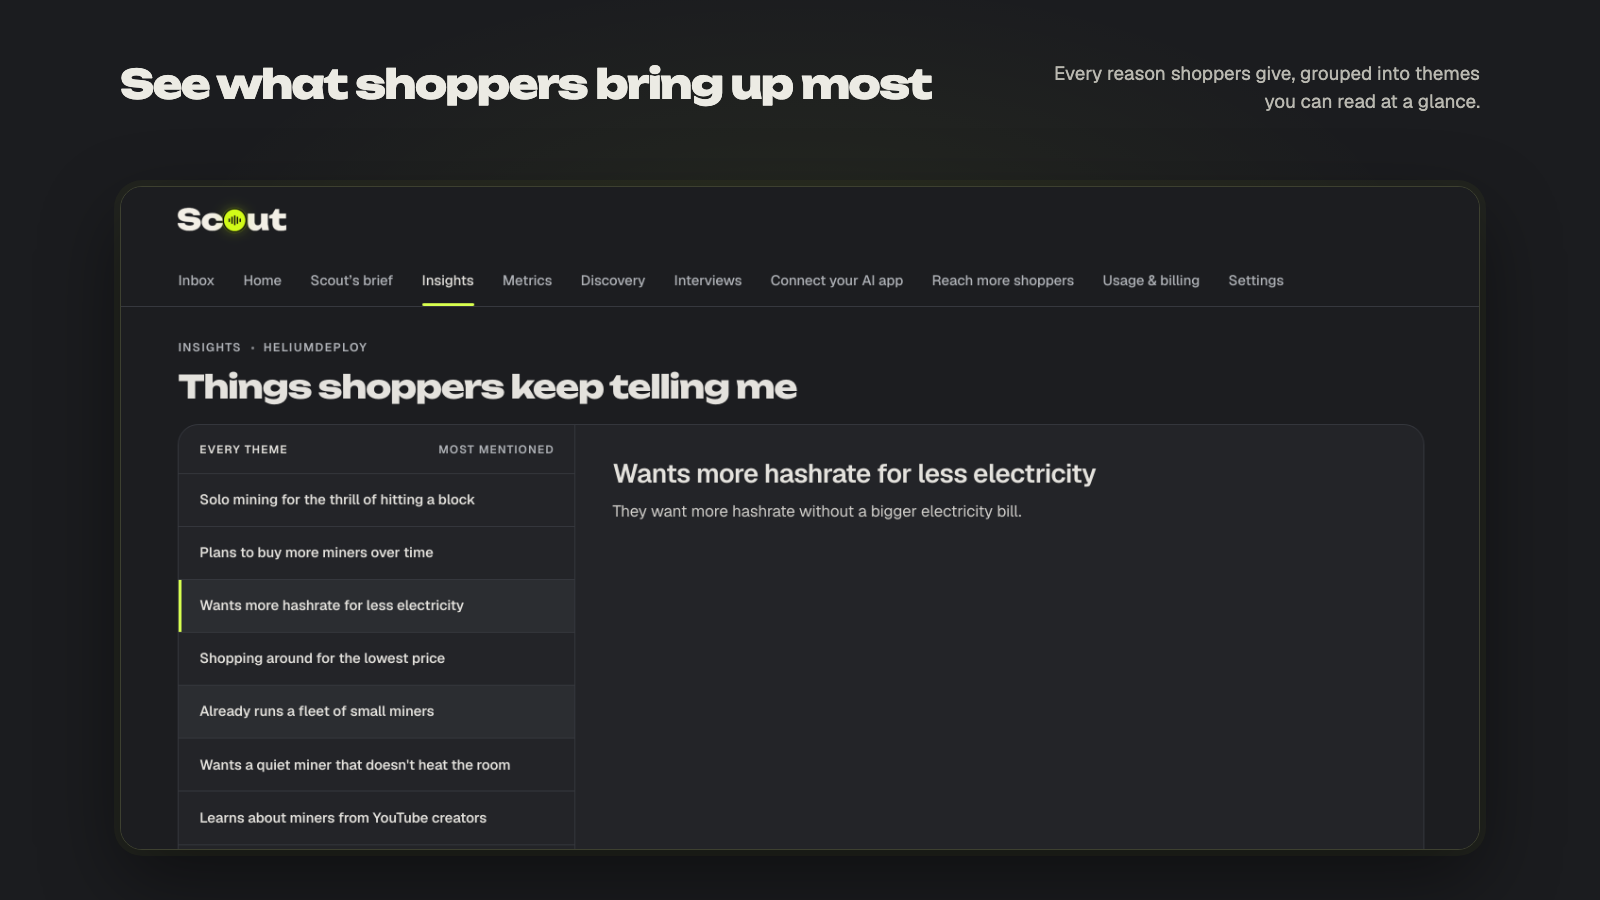 See what shoppers bring up most
Every reason shoppers give, grouped into themes
you can read at a glance.
Scout
Inbox Home Scout's brief Insights Metrics Discovery Interviews Connect your AI app Reach more shoppers Usage & billing Settings
INSIGHTS • HELIUMDEPLOY
Things shoppers keep telling me
EVERY THEME MOST MENTIONED
Solo mining for the thrill of hitting a block
Plans to buy more miners over time
Wants more hashrate for less electricity
Shopping around for the lowest price
Already runs a fleet of small miners
Wants a quiet miner that doesn't heat the room
Learns about miners from YouTube creators
Wants more hashrate for less electricity
They want more hashrate without a bigger electricity bill.